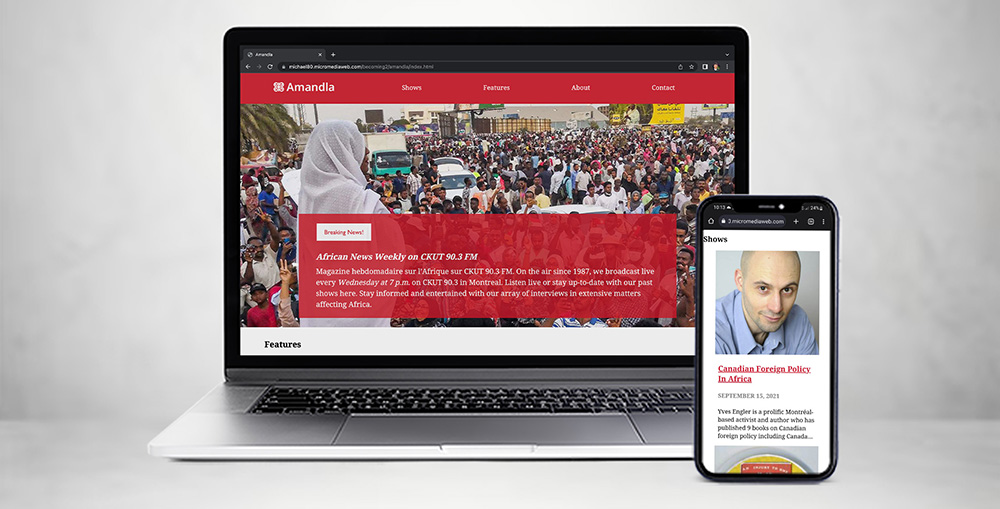 Amandla
michael80.micromediaweb.com/becoming2/amandla/index.html
Amandla
Shows
Features
About
Contact
Breaking News!
African News Weekly on CKUT 90.3 FM
Magazine hebdomadaire sur l'Afrique sur CKUT 90.3 FM. On the air since 1987, we broadcast live
every Wednesday at 7 p.m. on CKUT 90.3 in Montreal. Listen live or stay up-to-date with our past
shows here. Stay informed and entertained with our array of interviews in extensive matters
affecting Africa.
Features
10:13
24%
3.micromediaweb.com
Shows
Canadian Foreign Policy
In Africa
SEPTEMBER 15, 2021
Yves Engler is a prolific Montréal-
based activist and author who has
published 9 books on Canadian
foreign policy including Canada...